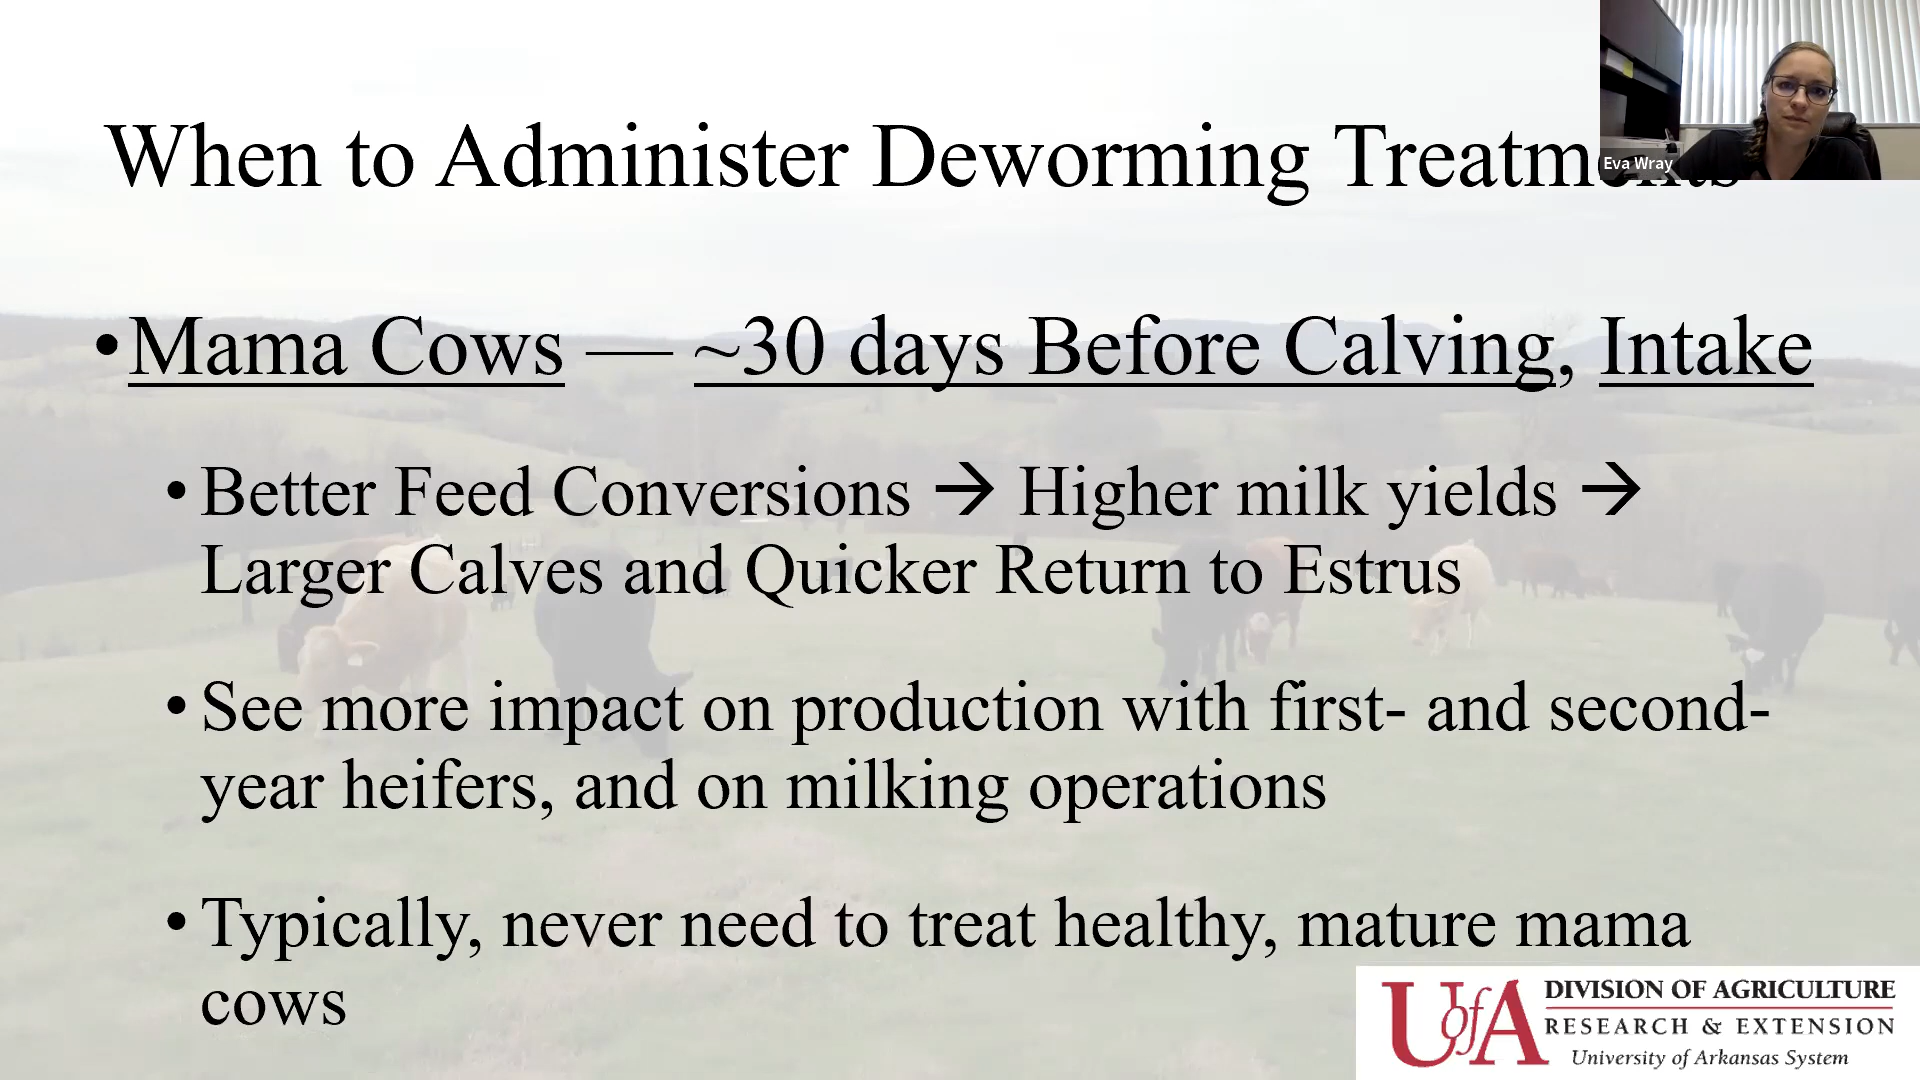 When to Administer Deworming Treatments
Eva Wray
•Mama Cows — ~30 days Before Calving, Intake
•Better Feed Conversions → Higher milk yields →
Larger Calves and Quicker Return to Estrus
•See more impact on production with first- and second-
year heifers, and on milking operations
•Typically, never need to treat healthy, mature mama
cows
UofA DIVISION OF AGRICULTURE
RESEARCH & EXTENSION
University of Arkansas System